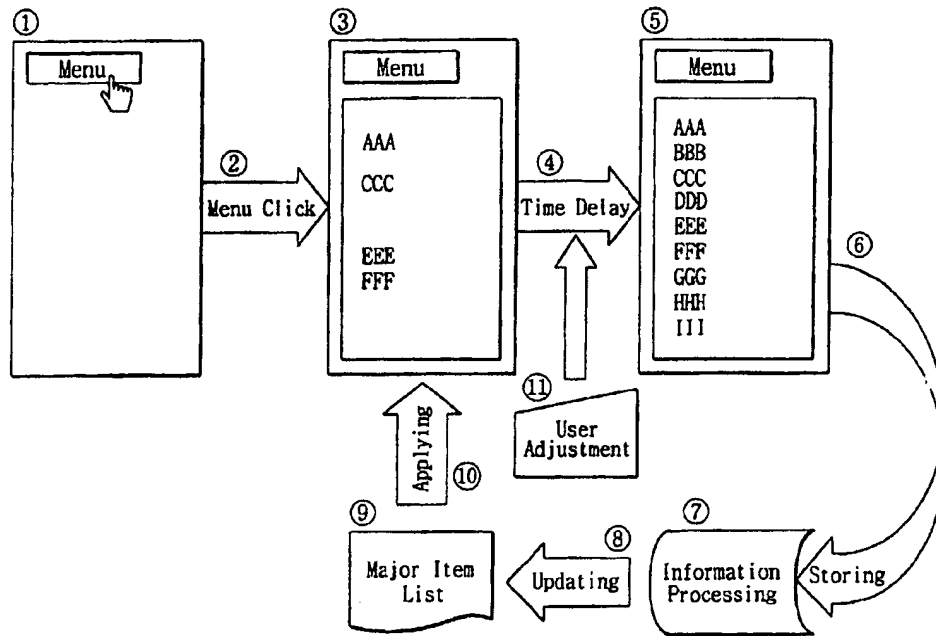 ①
Menu
②
Menu Click
③
Menu
AAA
CCC
EEE
FFF
④
Time Delay
⑤
Menu
AAA
BBB
CCC
DDD
EEE
FFF
GGG
HHH
III
⑥
Storing
⑦
Information
Processing
⑧
Updating
⑨
Major Item
List
⑩
Applying
⑪
User
Adjustment